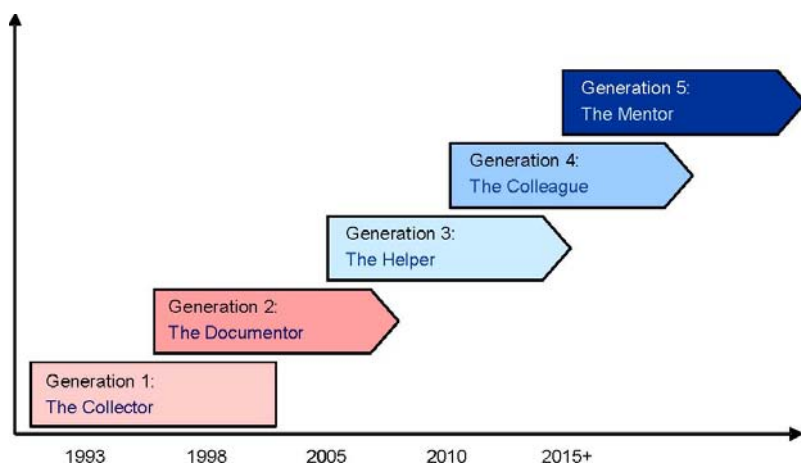 Generation 5:
The Mentor
Generation 4:
The Colleague
Generation 3:
The Helper
Generation 2:
The Documentor
Generation 1:
The Collector
1993 1998 2005 2010 2015+